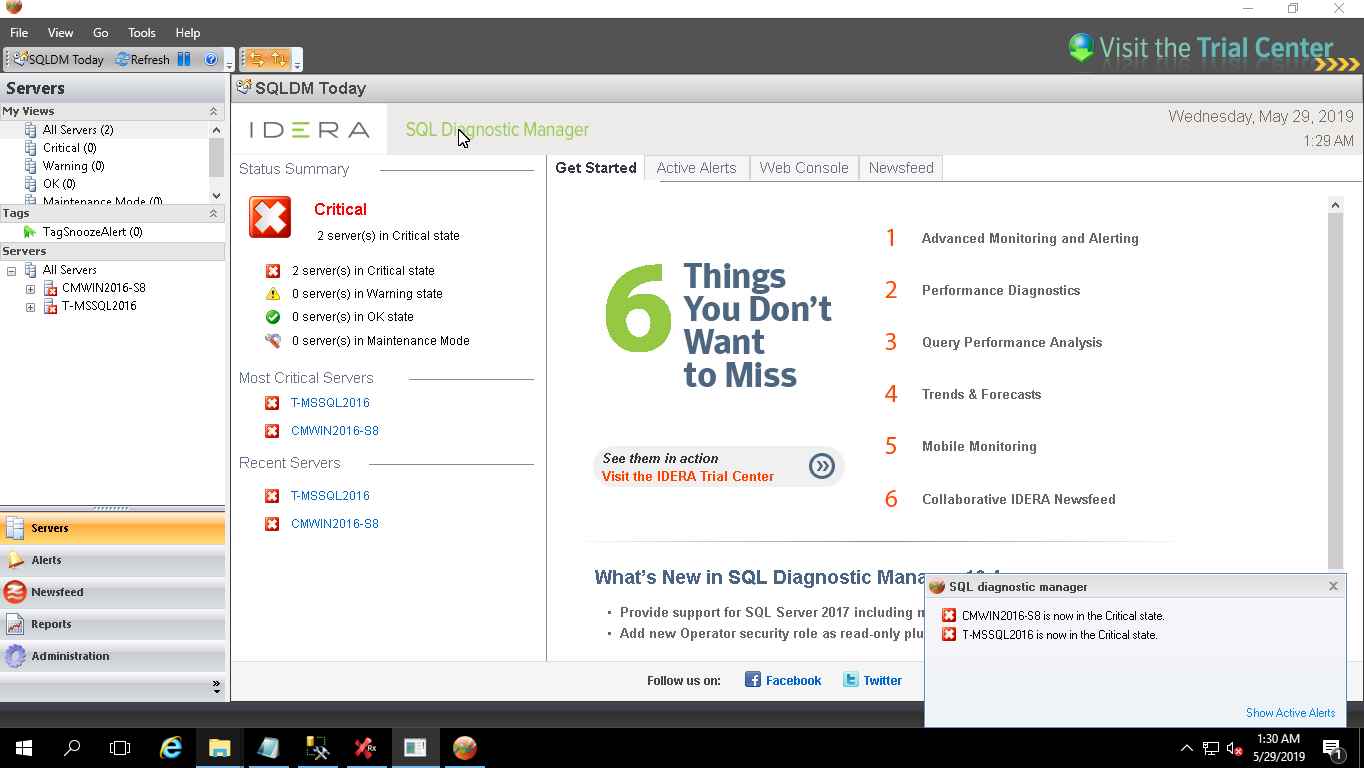 File View Go Tools Help
Visit the Trial Center
SQLDM Today Refresh
Servers
My Views
All Servers (2)
Critical (0)
Warning (0)
OK (0)
Maintenance Mode (0)
Tags
TagSnoozeAlert (0)
Servers
All Servers
CMWIN2016-S8
T-MSSQL2016
Servers
Alerts
Newsfeed
Reports
Administration
SQLDM Today
IDERA
SQL Diagnostic Manager
Wednesday, May 29, 2019
1:29 AM
Status Summary
Critical
2 server(s) in Critical state
2 server(s) in Critical state
0 server(s) in Warning state
0 server(s) in OK state
0 server(s) in Maintenance Mode
Most Critical Servers
T-MSSQL2016
CMWIN2016-S8
Recent Servers
T-MSSQL2016
CMWIN2016-S8
Get Started Active Alerts Web Console Newsfeed
6 Things
You Don't
Want
to Miss
See them in action
Visit the IDERA Trial Center
1 Advanced Monitoring and Alerting
2 Performance Diagnostics
3 Query Performance Analysis
4 Trends & Forecasts
5 Mobile Monitoring
6 Collaborative IDERA Newsfeed
What's New in SQL Diagnostic Mana
• Provide support for SQL Server 2017 including
• Add new Operator security role as read-only plu
Follow us on: Facebook Twitter
SQL diagnostic manager
CMWIN2016-S8 is now in the Critical state.
T-MSSQL2016 is now in the Critical state.
Show Active Alerts
Rx
1:30 AM
5/29/2019
1